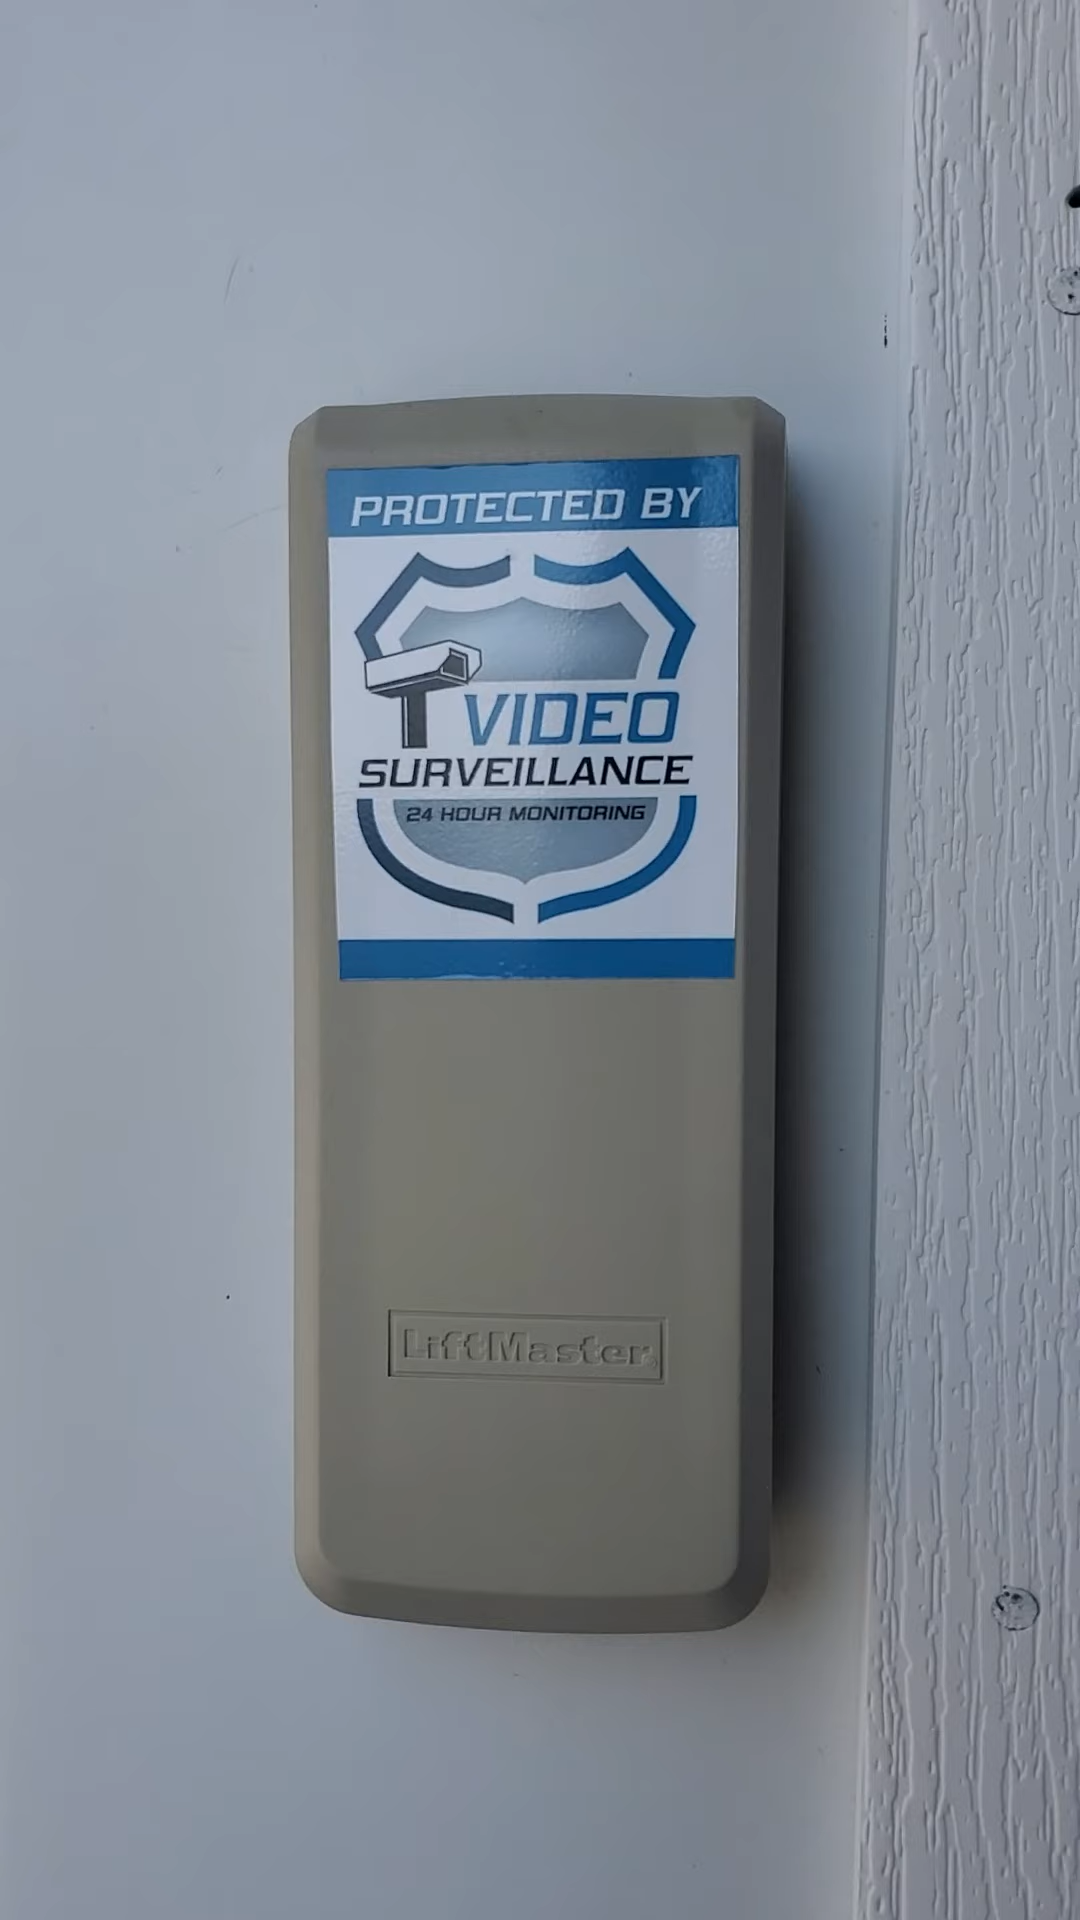 PROTECTED BY
VIDEO
SURVEILLANCE
24 HOUR MONITORING
LiftMaster®